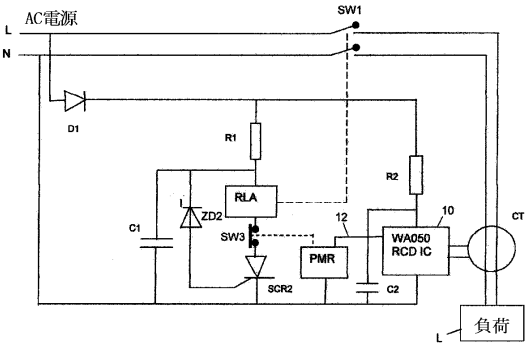 AC電源
SW1
L
N
D1
R1
R2
RLA
12
10
CT
C1
ZD2
SW3
PMR
WA050
RCD IC
SCR2
C2
L
負荷